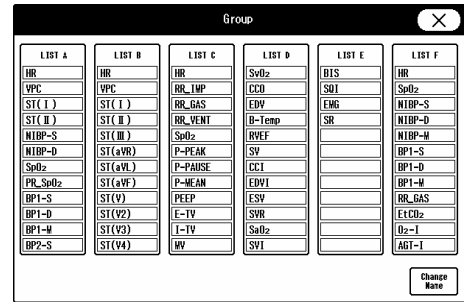 Group
LIST A
HR
VPC
ST(Ⅰ)
ST(Ⅱ)
NIBP-S
NIBP-D
SpO₂
PR_SpO₂
BP1-S
BP1-D
BP1-M
BP2-S
LIST B
HR
VPC
ST(Ⅰ)
ST(Ⅱ)
ST(Ⅲ)
ST(aVR)
ST(aVL)
ST(aVF)
ST(V)
ST(V2)
ST(V3)
ST(V4)
LIST C
HR
RR_IMP
RR_GAS
RR_VENT
SpO₂
P-PEAK
P-PAUSE
P-MEAN
PEEP
E-TV
I-TV
MV
LIST D
SvO₂
CCO
EDV
B-Temp
RVEF
SV
CCI
EDVI
ESV
SVR
SaO₂
SVI
LIST E
BIS
SQI
EMG
SR
LIST F
HR
SpO₂
NIBP-S
NIBP-D
NIBP-M
BP1-S
BP1-D
BP1-M
RR_GAS
EtCO₂
O₂-I
AGT-I
Change
Name